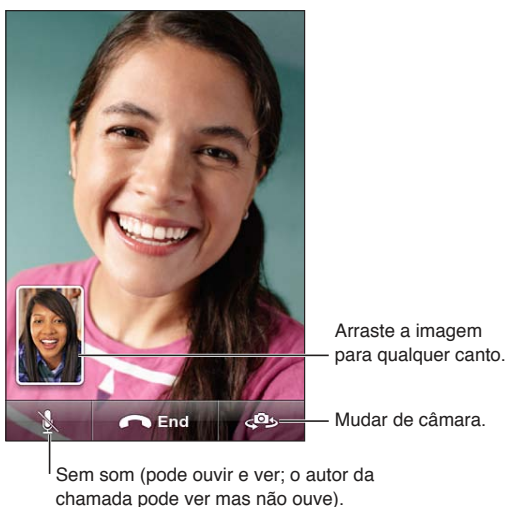 Arraste a imagem
para qualquer canto.
End
Mudar de câmara.
Sem som (pode ouvir e ver; o autor da
chamada pode ver mas não ouve).